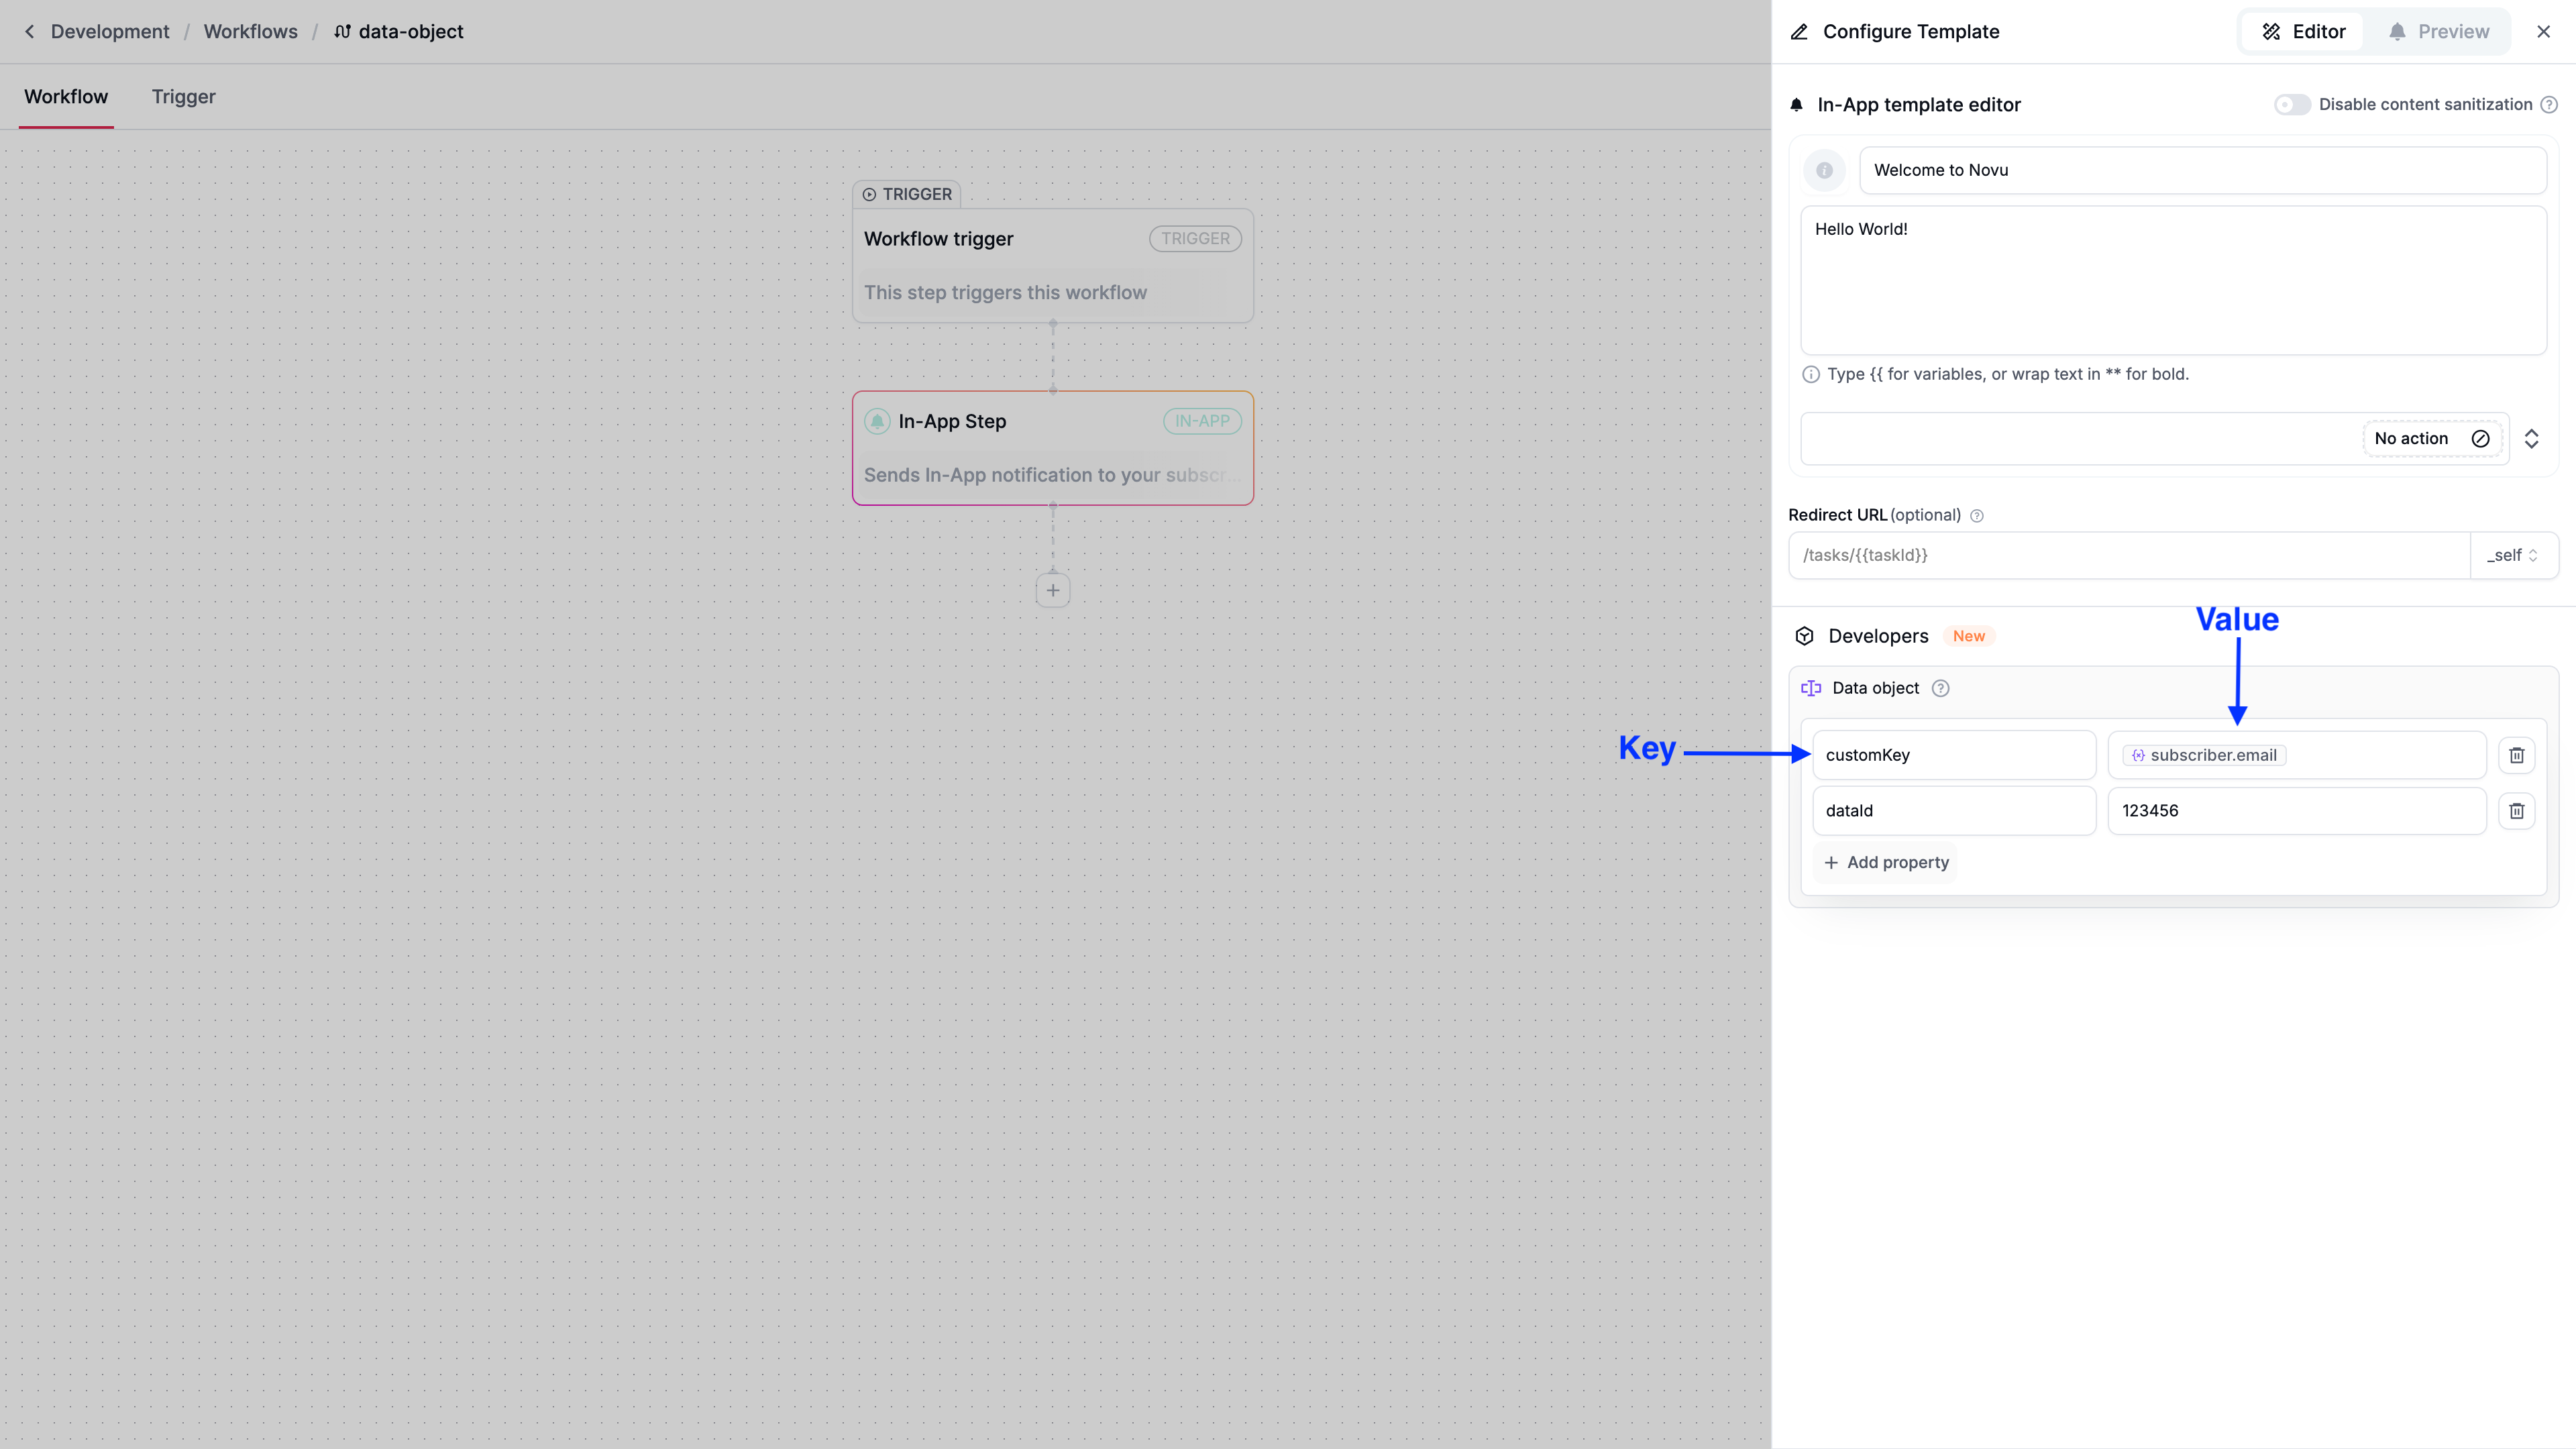 Development / Workflows / data-object
Configure Template
Editor
Preview
Workflow
Trigger
In-App template editor
Disable content sanitization
Welcome to Novu
Hello World!
Type {{ for variables, or wrap text in ** for bold.
No action
Redirect URL (optional)
/tasks/{{taskId}}
_self
TRIGGER
Workflow trigger
TRIGGER
This step triggers this workflow
In-App Step
IN-APP
Sends In-App notification to your subscr...
Developers
New
Value
Data object
Key
customKey
subscriber.email
dataId
123456
Add property